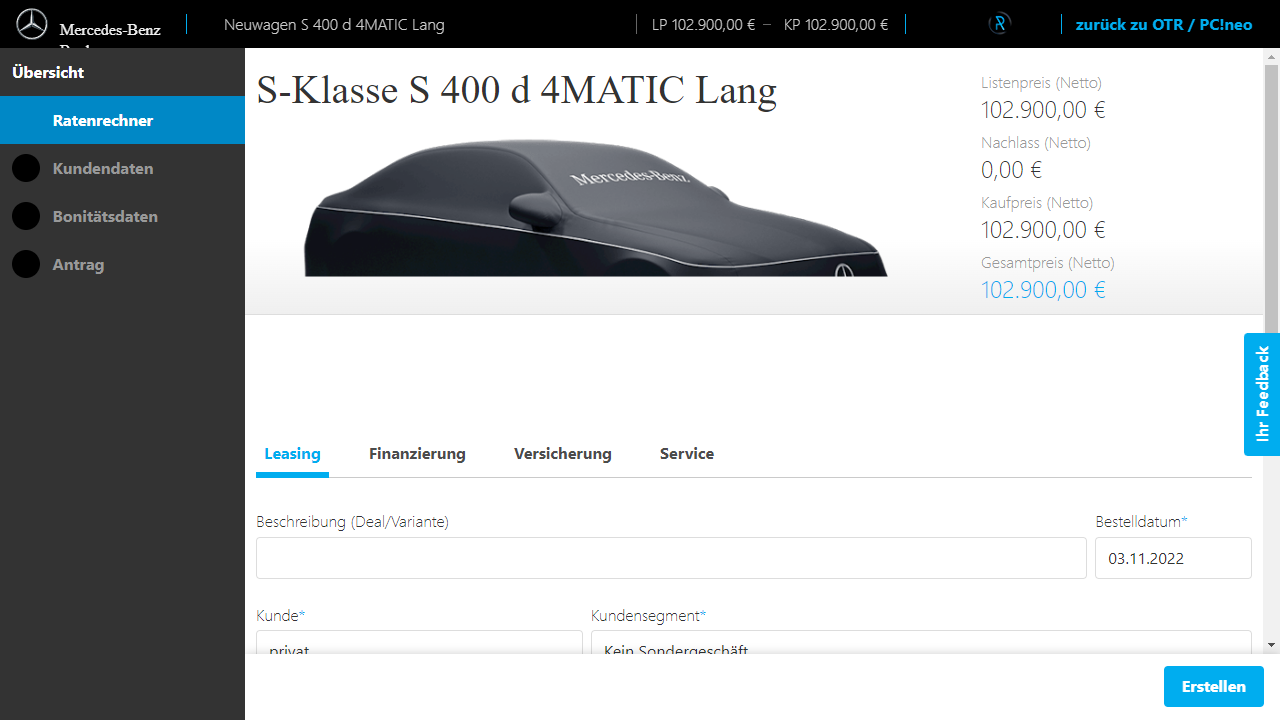 Mercedes-Benz
Neuwagen S 400 d 4MATIC Lang
LP 102.900,00 € – KP 102.900,00 €
zurück zu OTR / PC!neo
Übersicht
Ratenrechner
Kundendaten
Bonitätsdaten
Antrag
S-Klasse S 400 d 4MATIC Lang
Mercedes-Benz
Listenpreis (Netto)
102.900,00 €
Nachlass (Netto)
0,00 €
Kaufpreis (Netto)
102.900,00 €
Gesamtpreis (Netto)
102.900,00 €
Ihr Feedback
Leasing Finanzierung Versicherung Service
Beschreibung (Deal/Variante) Bestelldatum*
03.11.2022
Kunde* Kundensegment*
privat Kein Sondergeschäft
Erstellen